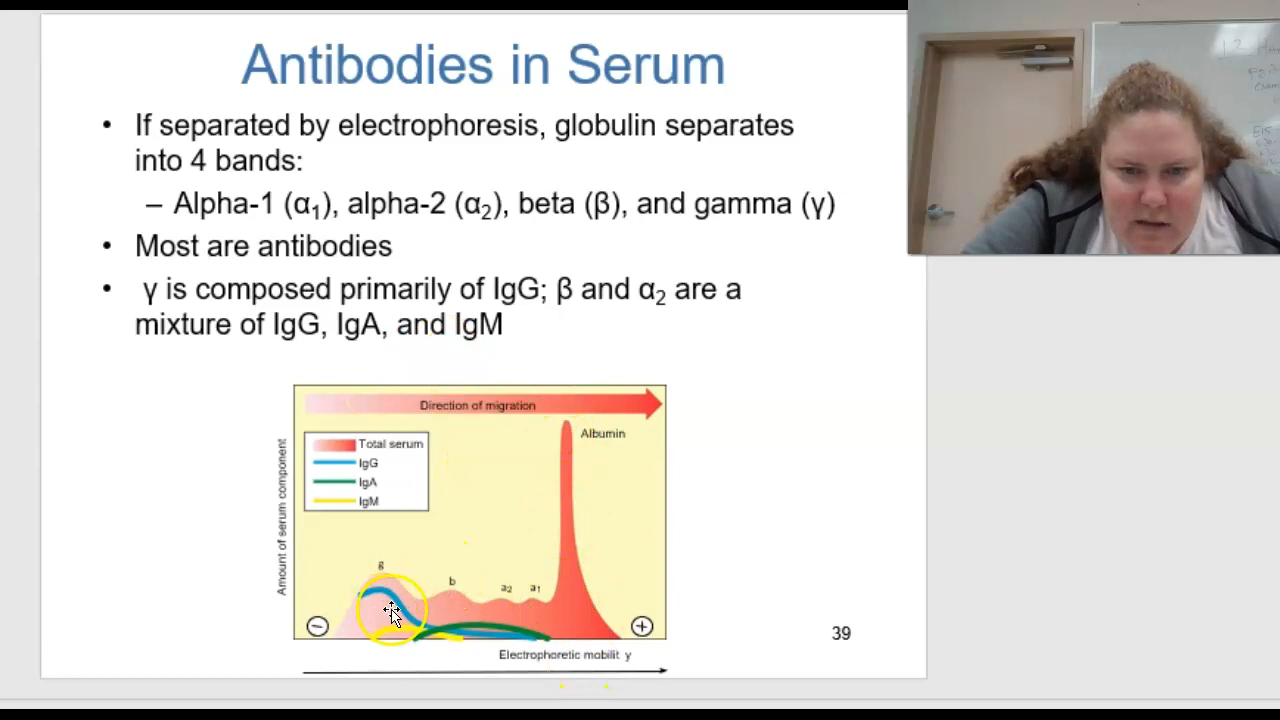 Antibodies in Serum
• If separated by electrophoresis, globulin separates
into 4 bands:
– Alpha-1 (α₁), alpha-2 (α₂), beta (β), and gamma (γ)
• Most are antibodies
• γ is composed primarily of IgG; β and α₂ are a
mixture of IgG, IgA, and IgM
Direction of migration
Albumin
Total serum
IgG
IgA
IgM
Amount of serum component
g
b
a2
a1
−
+
Electrophoretic mobilit y
39
12